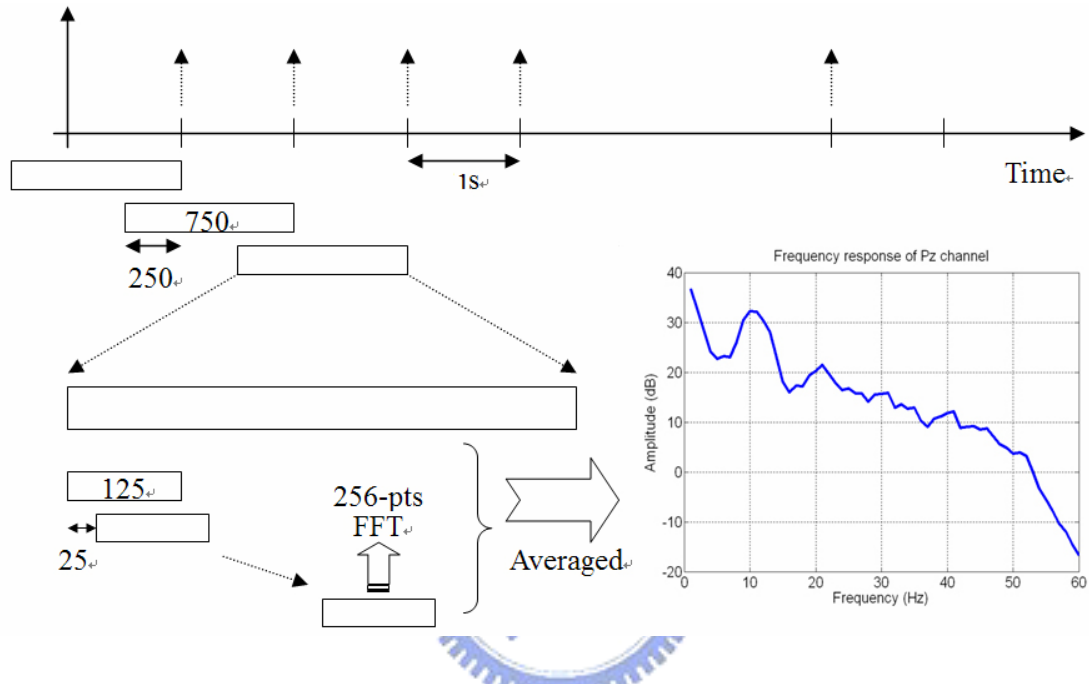 1s
Time
750
250
125
25
256-pts
FFT
Averaged
Frequency response of Pz channel
Amplitude (dB)
40
30
20
10
0
-10
-20
0
10
20
30
40
50
60
Frequency (Hz)